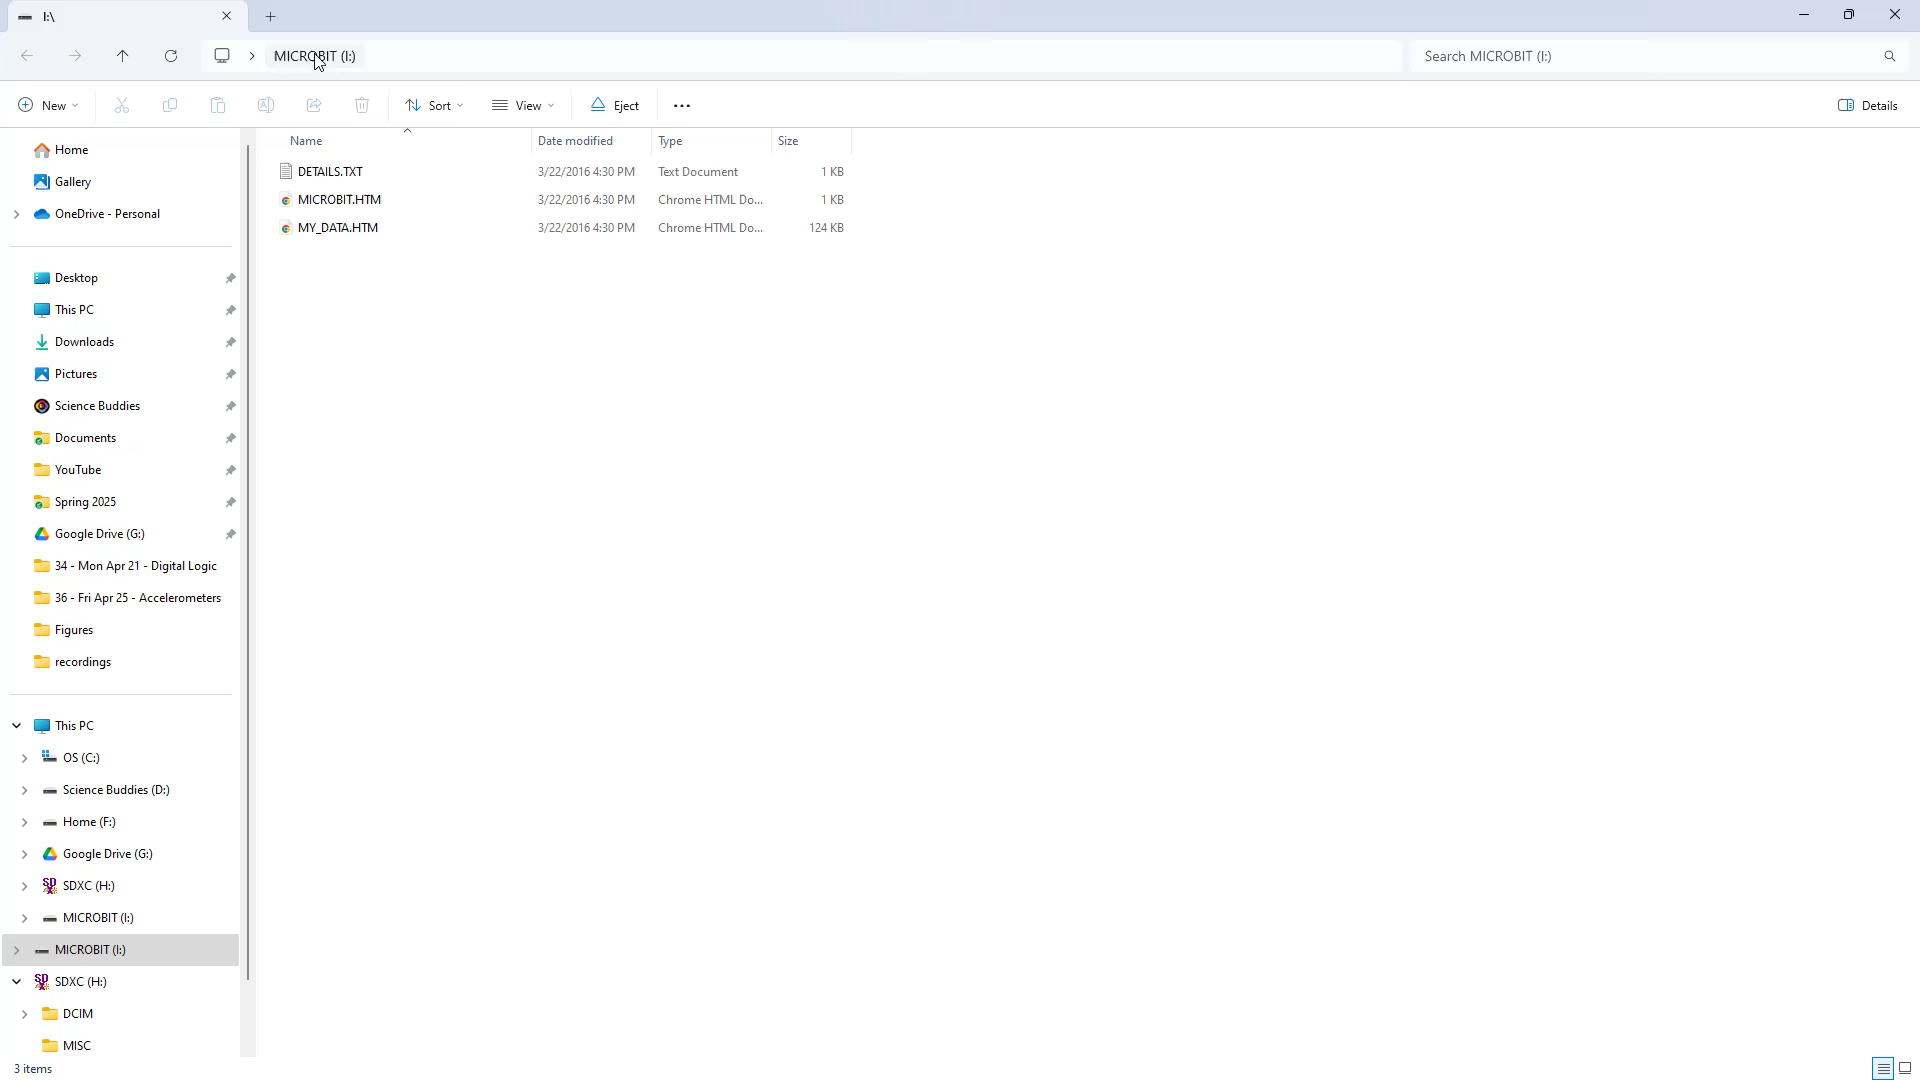 I:\
MICROBIT (I:)
Search MICROBIT (I:)
New
Sort
View
Eject
Details
Name Date modified Type Size
DETAILS.TXT 3/22/2016 4:30 PM Text Document 1 KB
MICROBIT.HTM 3/22/2016 4:30 PM Chrome HTML Do... 1 KB
MY_DATA.HTM 3/22/2016 4:30 PM Chrome HTML Do... 124 KB
Home
Gallery
OneDrive - Personal
Desktop
This PC
Downloads
Pictures
Science Buddies
Documents
YouTube
Spring 2025
Google Drive (G:)
34 - Mon Apr 21 - Digital Logic
36 - Fri Apr 25 - Accelerometers
Figures
recordings
This PC
OS (C:)
Science Buddies (D:)
Home (F:)
Google Drive (G:)
SDXC (H:)
MICROBIT (I:)
MICROBIT (I:)
SDXC (H:)
DCIM
MISC
3 items